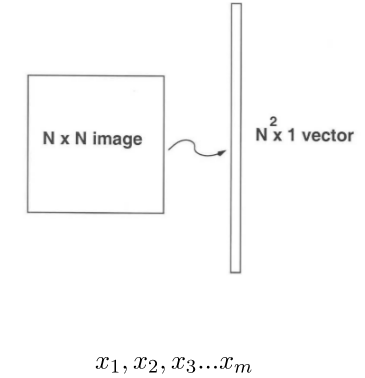 N x N image
N² x 1 vector
x₁, x₂, x₃...xₘ